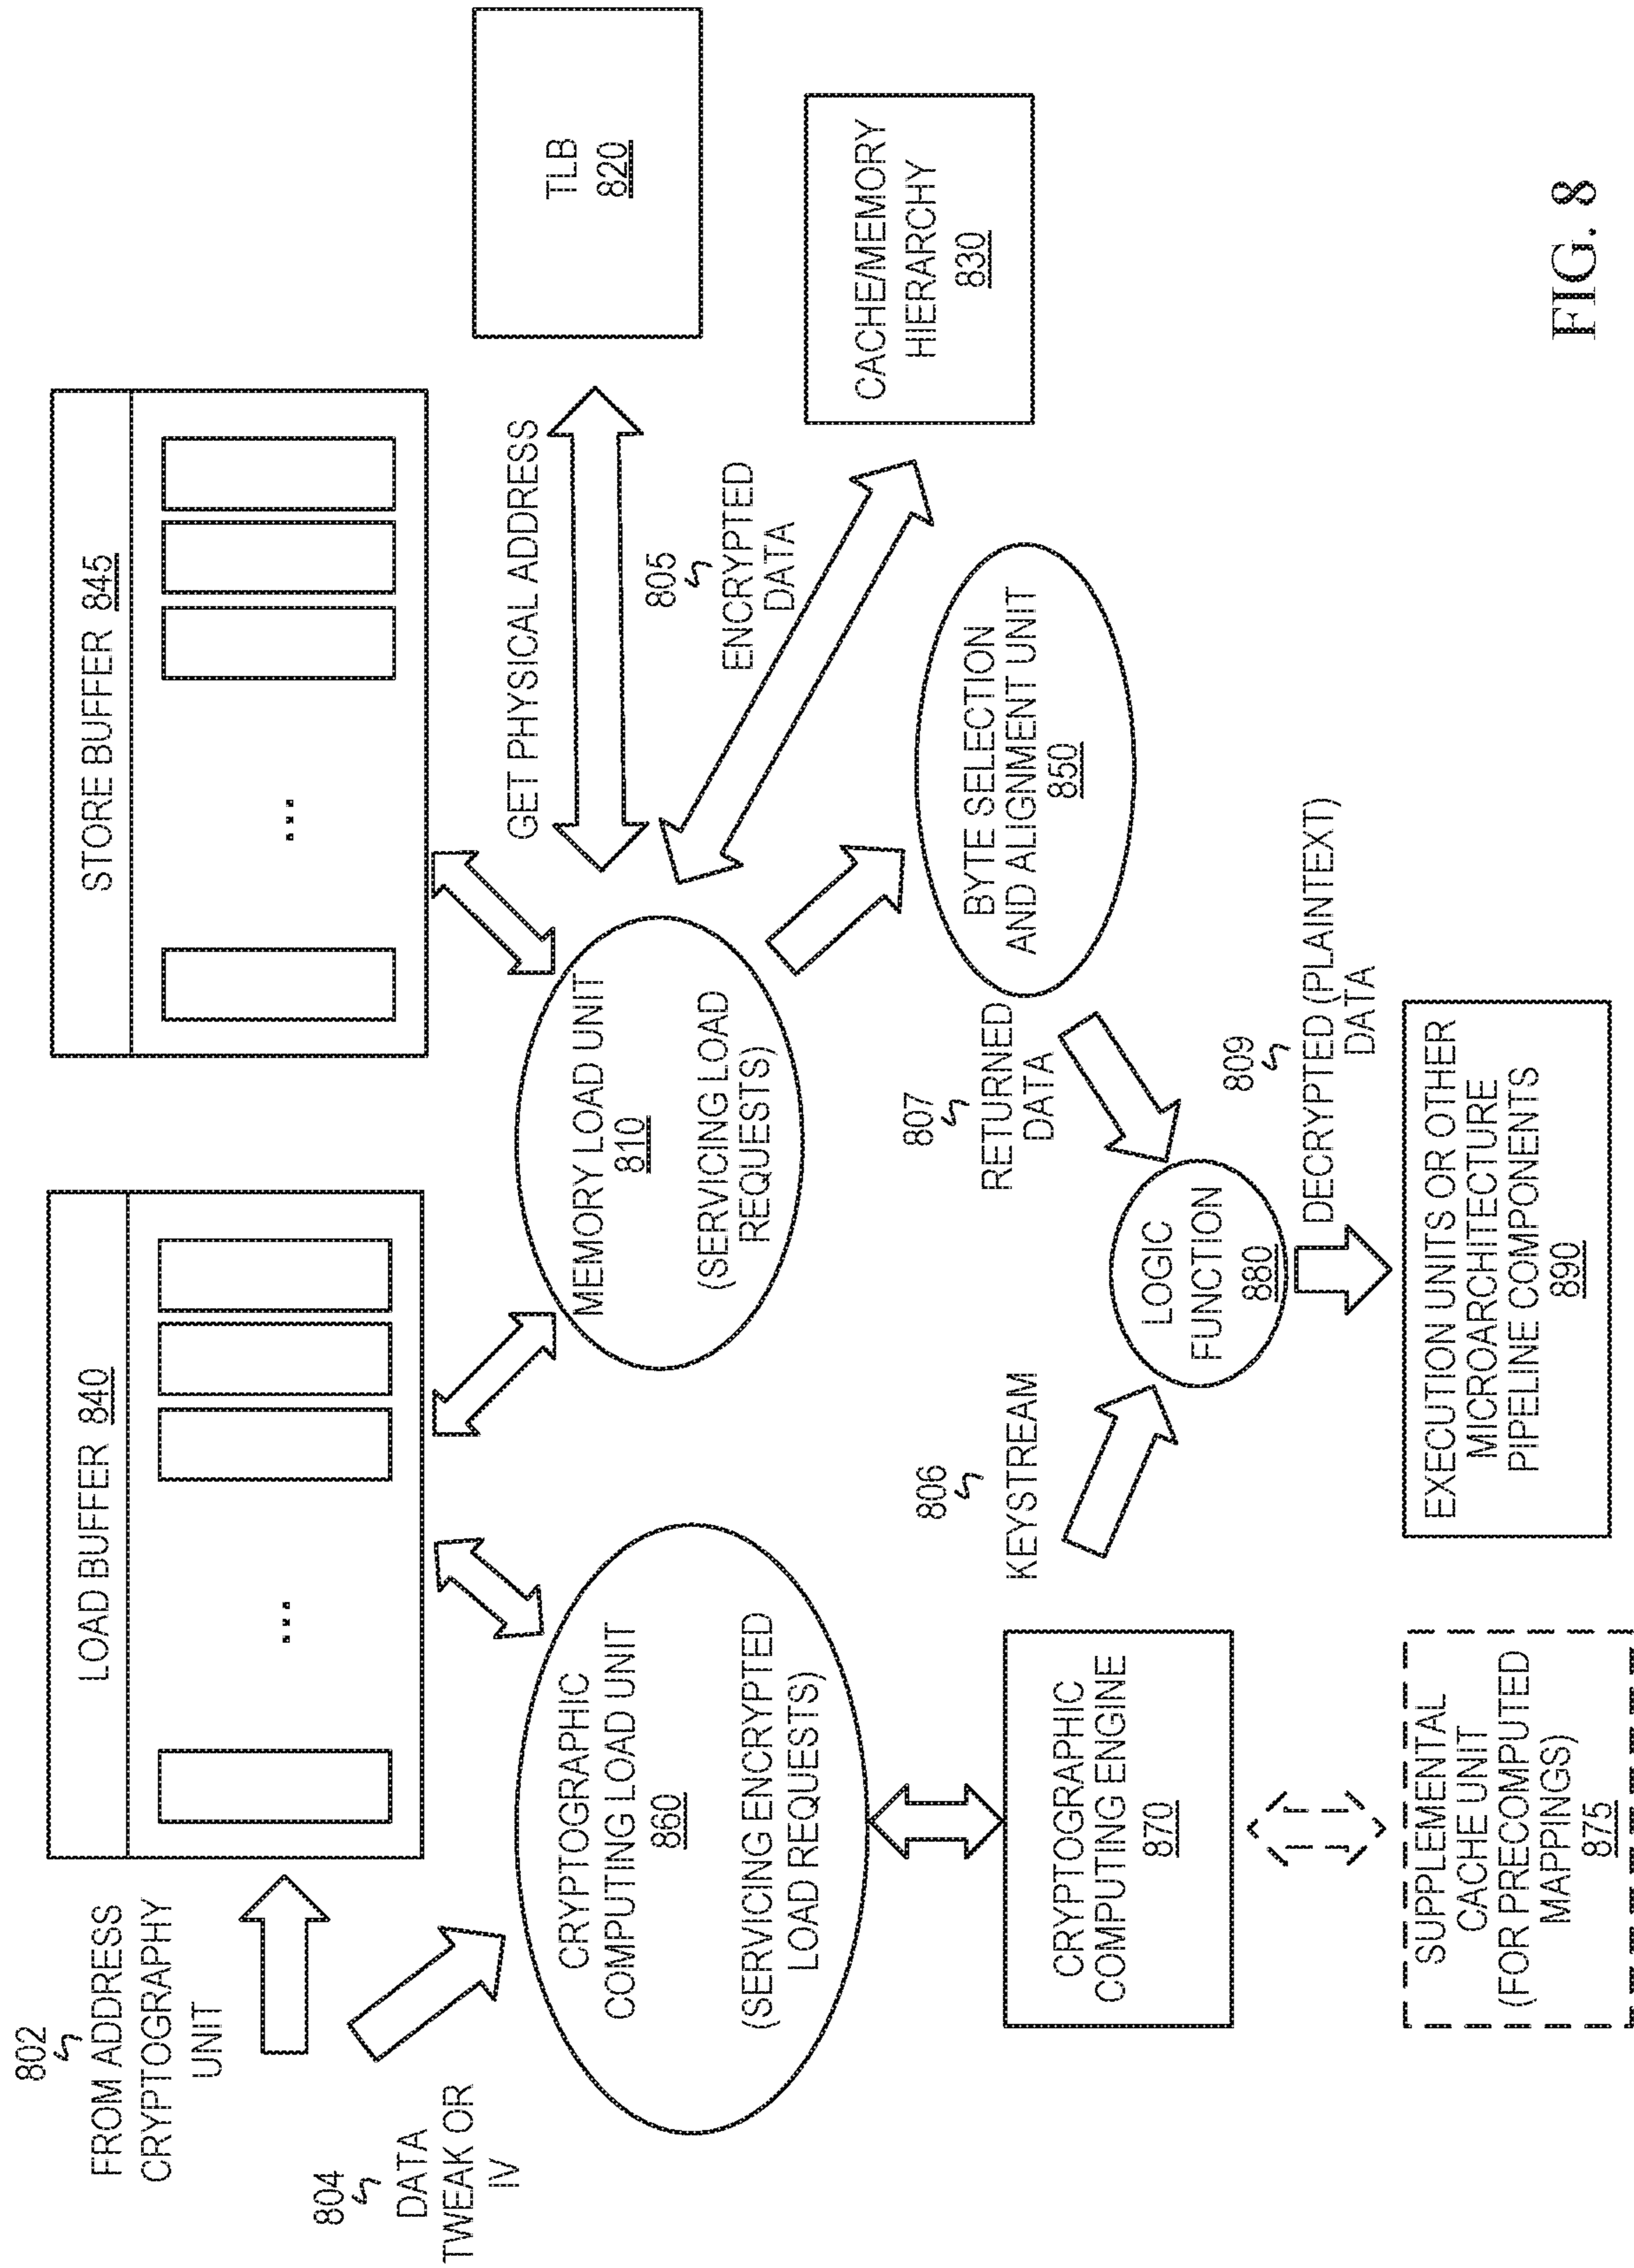 802
FROM ADDRESS
CRYPTOGRAPHY
UNIT
LOAD BUFFER 840
...
STORE BUFFER 845
...
804
DATA
TWEAK OR
IV
CRYPTOGRAPHIC
COMPUTING LOAD UNIT
860
(SERVICING ENCRYPTED
LOAD REQUESTS)
MEMORY LOAD UNIT
810
(SERVICING LOAD
REQUESTS)
GET PHYSICAL ADDRESS
TLB
820
805
ENCRYPTED
DATA
CACHE/MEMORY
HIERARCHY
830
BYTE SELECTION
AND ALIGNMENT UNIT
850
CRYPTOGRAPHIC
COMPUTING ENGINE
870
806
KEYSTREAM
807
RETURNED
DATA
LOGIC
FUNCTION
880
809
DECRYPTED (PLAINTEXT)
DATA
SUPPLEMENTAL
CACHE UNIT
(FOR PRECOMPUTED
MAPPINGS)
875
EXECUTION UNITS OR OTHER
MICROARCHITECTURE
PIPELINE COMPONENTS
890
FIG. 8